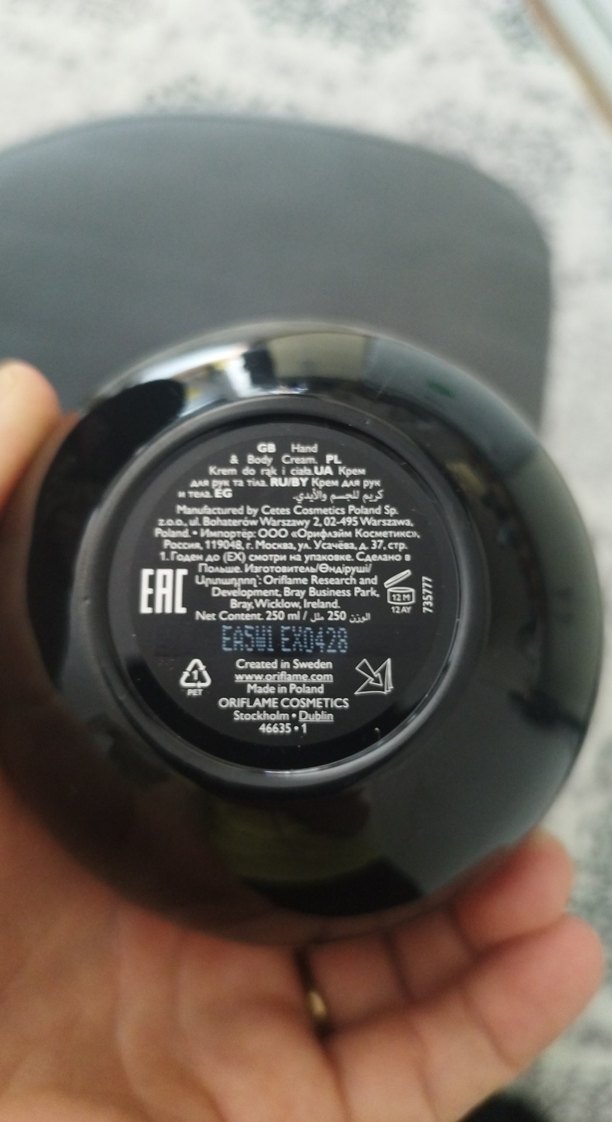 GB Hand
& Body Cream. PL
Krem do rąk i ciała. UA Крем
для рук та тіла. RU/BY Крем для рук
и тела. EG كريم للجسم والأيدي.
Manufactured by Cetes Cosmetics Poland Sp.
z.o.o., ul. Bohaterów Warszawy 2, 02-495 Warszawa,
Poland. • Импортёр: ООО «Орифлэйм Косметикс»,
Россия, 119048, г. Москва, ул. Усачёва, д. 37, стр.
1. Годен до (EX) смотри на упаковке. Сделано в
Польше. Изготовитель/Өндіруші/
Արտադրող՝: Oriflame Research and
Development, Bray Business Park,
Bray, Wicklow, Ireland.
EAC
12 M
12 АУ
735777
Net Content. 250 ml / الوزن 250 مل
EA5W1 EX0428
Created in Sweden
www.oriflame.com
Made in Poland
1
PET
ORIFLAME COSMETICS
Stockholm • Dublin
46635 • 1